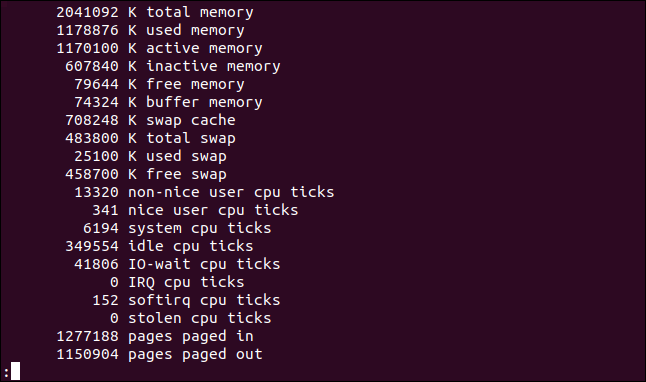 2041092 K total memory
1178876 K used memory
1170100 K active memory
607840 K inactive memory
79644 K free memory
74324 K buffer memory
708248 K swap cache
483800 K total swap
25100 K used swap
458700 K free swap
13320 non-nice user cpu ticks
341 nice user cpu ticks
6194 system cpu ticks
349554 idle cpu ticks
41806 IO-wait cpu ticks
0 IRQ cpu ticks
152 softirq cpu ticks
0 stolen cpu ticks
1277188 pages paged in
1150904 pages paged out
: